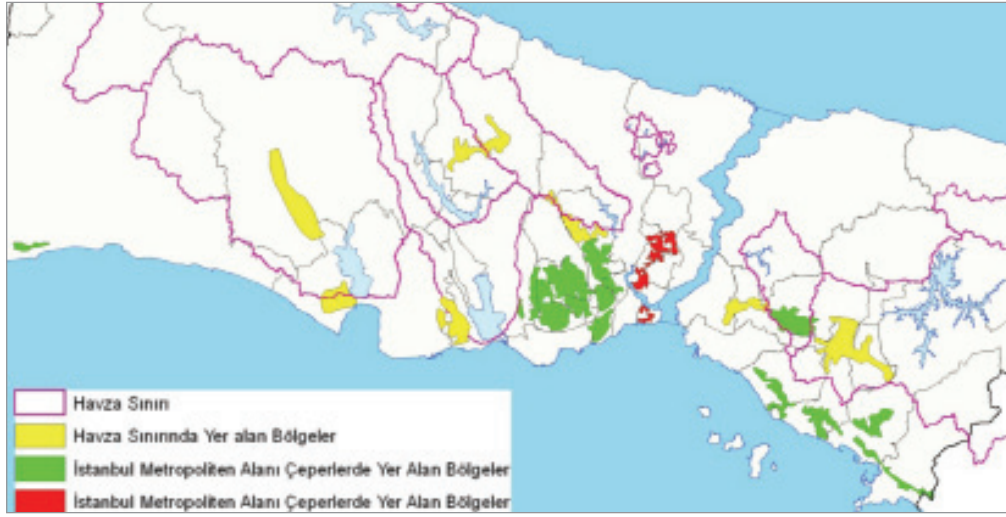 Havza Sınırı
Havza Sınırında Yer alan Bölgeler
İstanbul Metropoliten Alanı Çeperlerde Yer Alan Bölgeler
İstanbul Metropoliten Alanı Çeperlerde Yer Alan Bölgeler